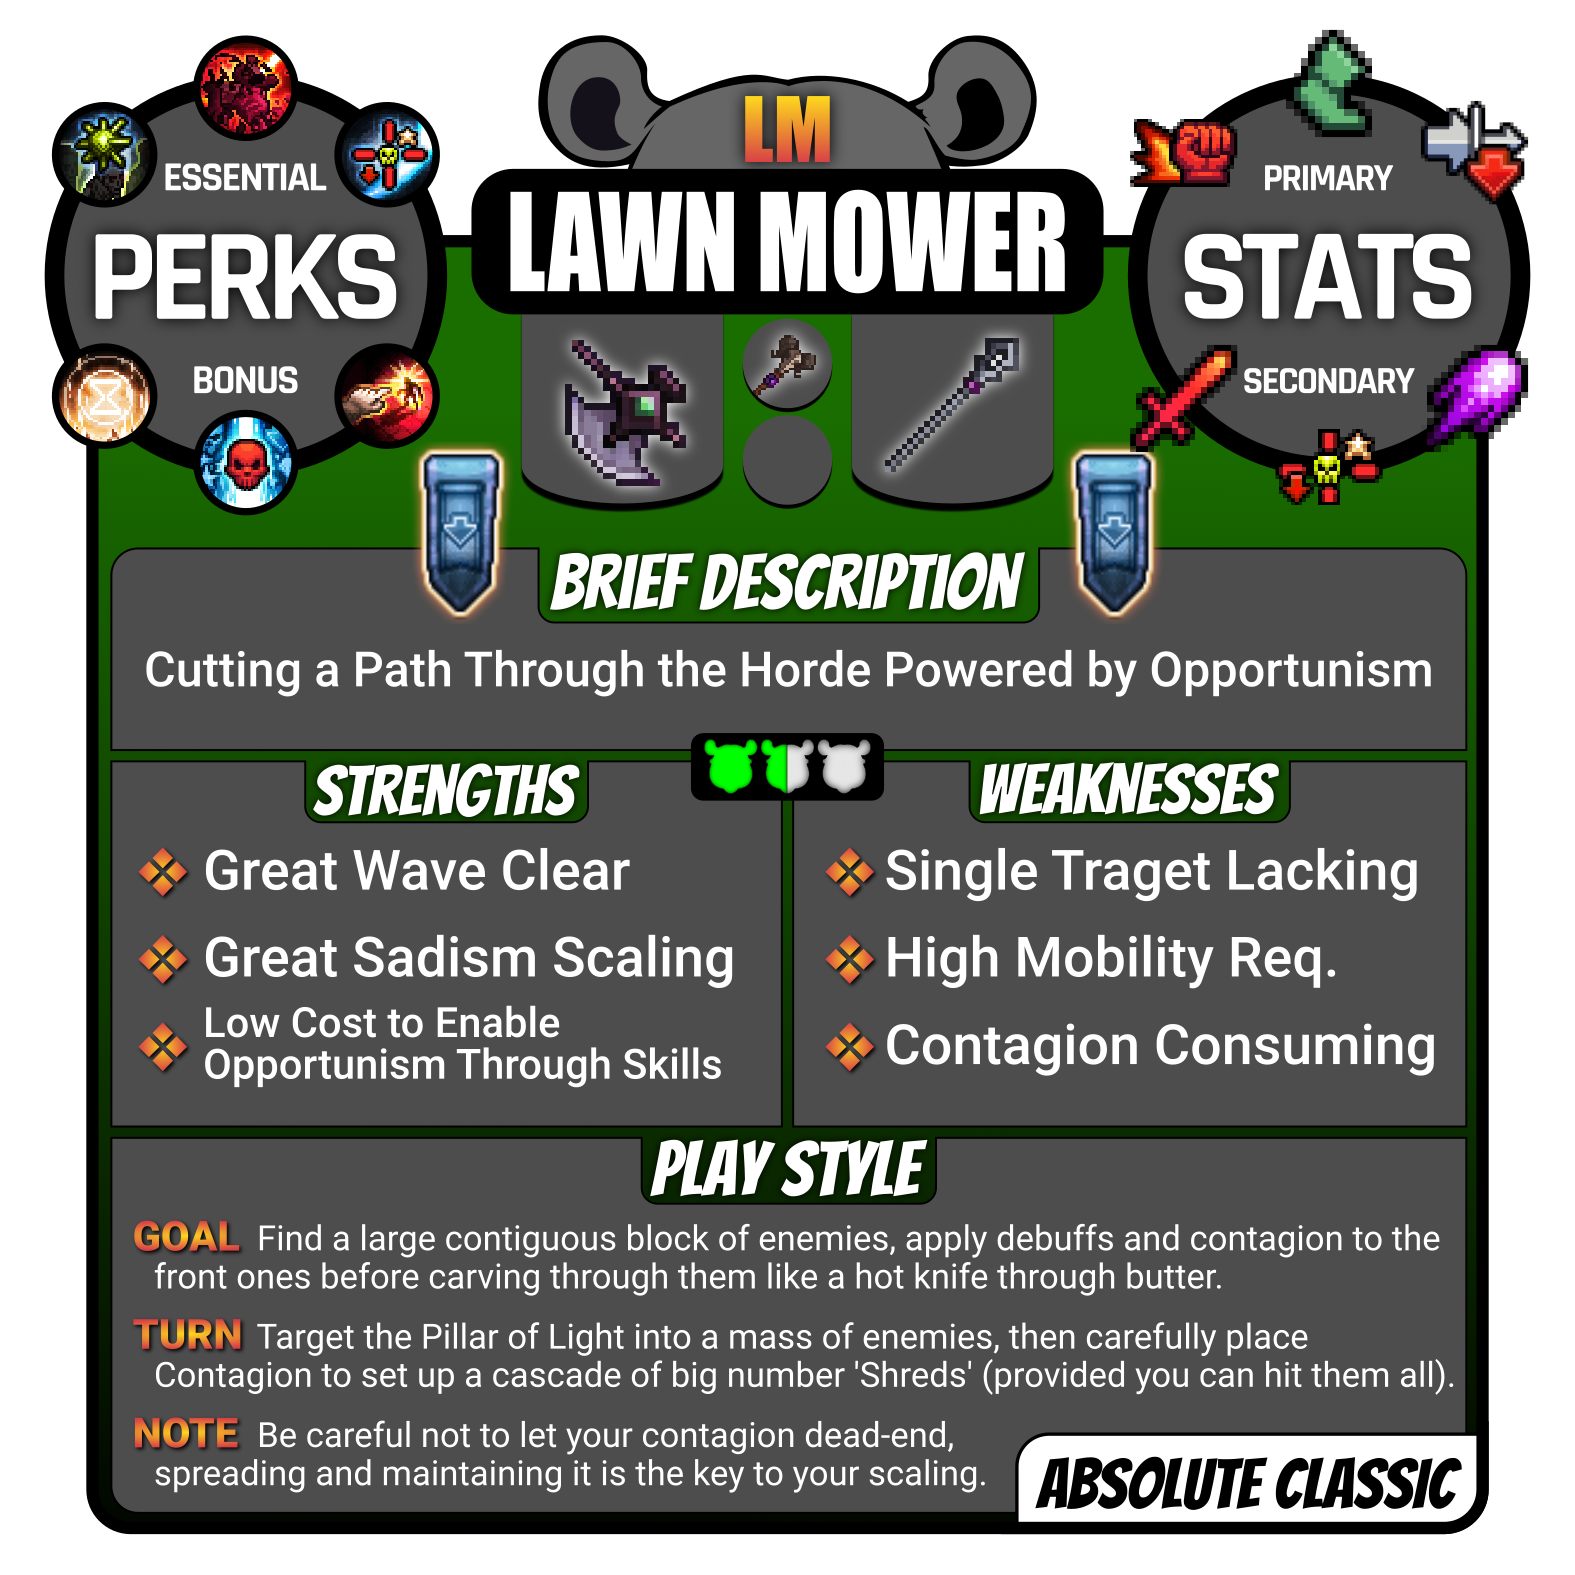 LM
LAWN MOWER
ESSENTIAL
PERKS
BONUS
PRIMARY
STATS
SECONDARY
BRIEF DESCRIPTION
Cutting a Path Through the Horde Powered by Opportunism
STRENGTHS
Great Wave Clear
Great Sadism Scaling
Low Cost to Enable
Opportunism Through Skills
WEAKNESSES
Single Traget Lacking
High Mobility Req.
Contagion Consuming
PLAY STYLE
GOAL Find a large contiguous block of enemies, apply debuffs and contagion to the
front ones before carving through them like a hot knife through butter.
TURN Target the Pillar of Light into a mass of enemies, then carefully place
Contagion to set up a cascade of big number 'Shreds' (provided you can hit them all).
NOTE Be careful not to let your contagion dead-end,
spreading and maintaining it is the key to your scaling.
ABSOLUTE CLASSIC